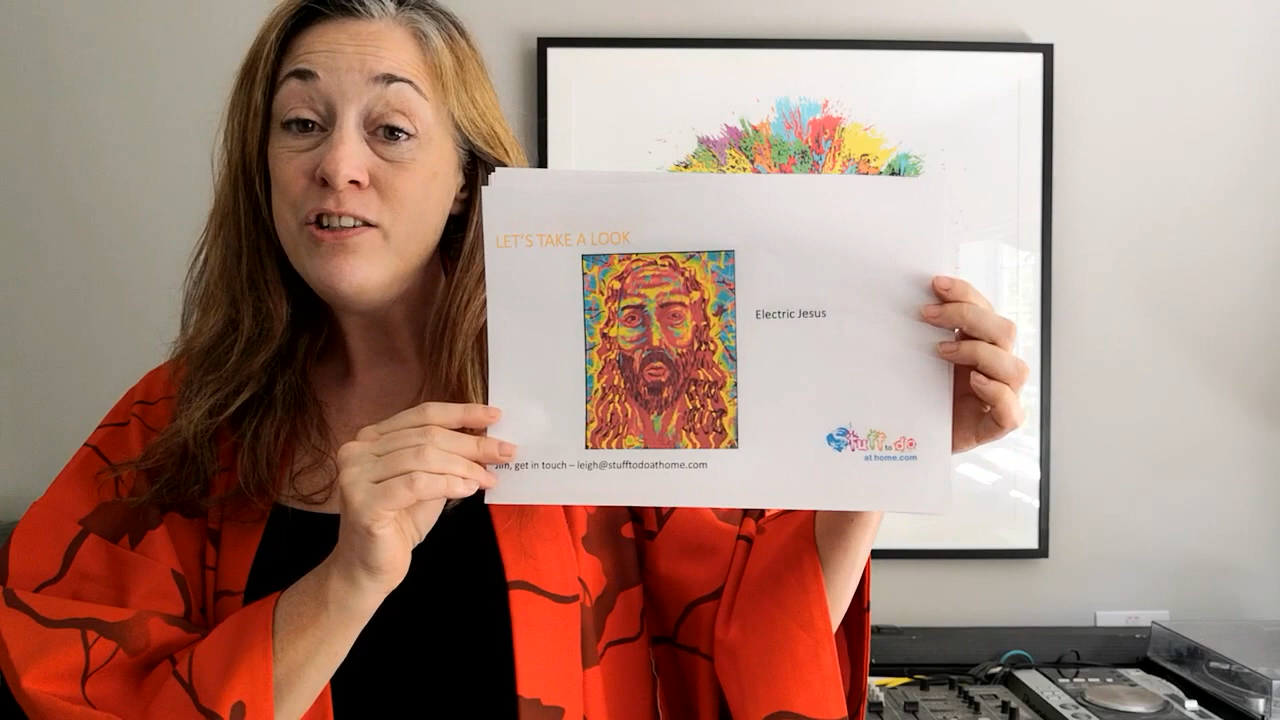 LET'S TAKE A LOOK
Electric Jesus
Stuff to do
at home.com
get in touch – leigh@stufftodoathome.com